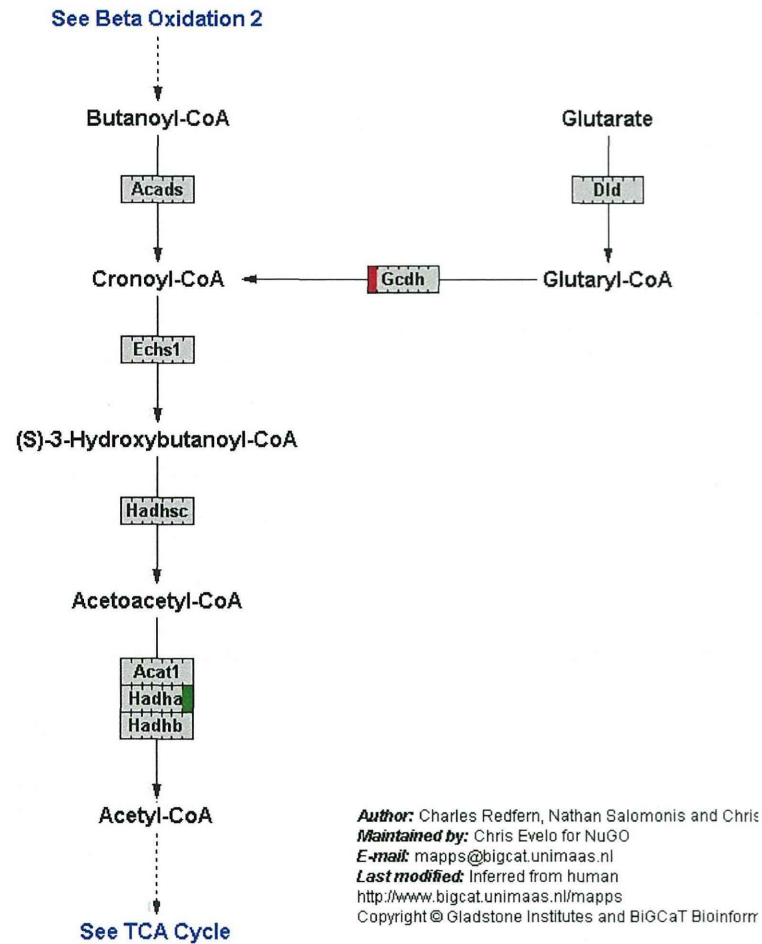 See Beta Oxidation 2
Butanoyl-CoA
Glutarate
Acads
Dld
Cronoyl-CoA
Gcdh
Glutaryl-CoA
Echs1
(S)-3-Hydroxybutanoyl-CoA
Hadhsc
Acetoacetyl-CoA
Acat1
Hadha
Hadhb
Acetyl-CoA
Author: Charles Redfern, Nathan Salomonis and Chris
Maintained by: Chris Evelo for NuGO
E-mail: mapps@bigcat.unimaas.nl
Last modified: Inferred from human
http://www.bigcat.unimaas.nl/mapps
Copyright © Gladstone Institutes and BiGCaT Bioinform
See TCA Cycle